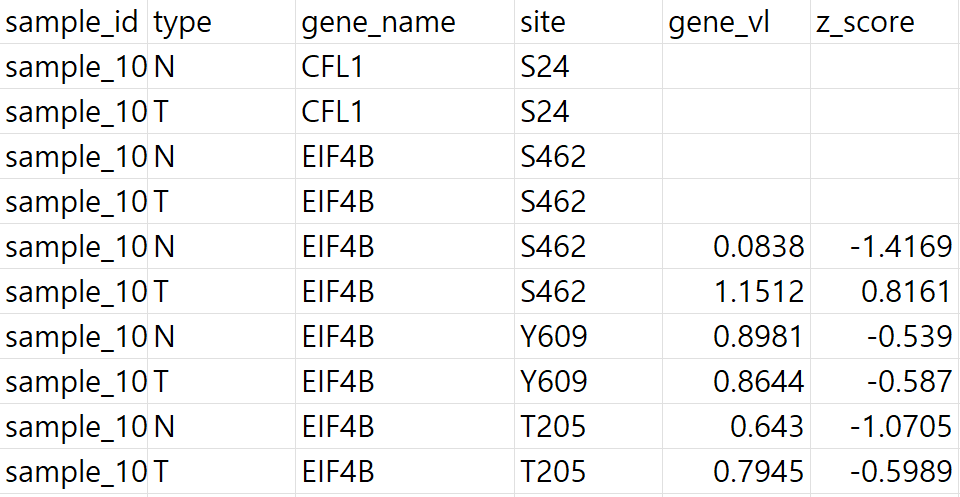 sample_id type gene_name site gene_vl z_score
sample_10 N CFL1 S24
sample_10 T CFL1 S24
sample_10 N EIF4B S462
sample_10 T EIF4B S462
sample_10 N EIF4B S462 0.0838 -1.4169
sample_10 T EIF4B S462 1.1512 0.8161
sample_10 N EIF4B Y609 0.8981 -0.539
sample_10 T EIF4B Y609 0.8644 -0.587
sample_10 N EIF4B T205 0.643 -1.0705
sample_10 T EIF4B T205 0.7945 -0.5989